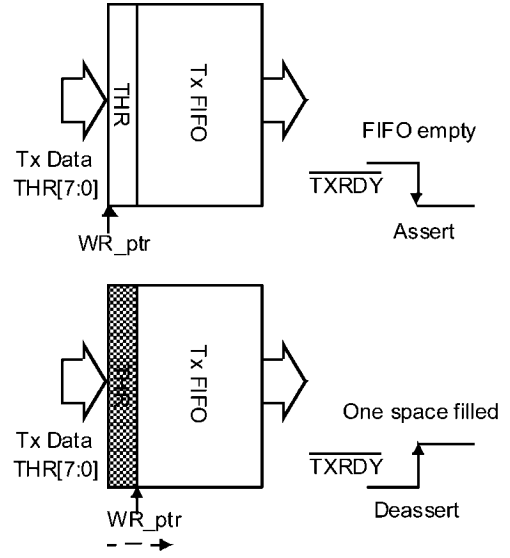 THR
Tx FIFO
FIFO empty
Tx Data
THR[7:0]
TXRDY
Assert
WR_ptr
THR
Tx FIFO
One space filled
Tx Data
THR[7:0]
TXRDY
Deassert
WR_ptr